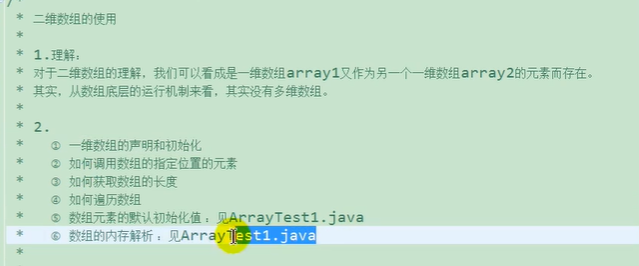 /*
* 二维数组的使用
*
* 1.理解:
* 对于二维数组的理解，我们可以看成是一维数组array1又作为另一个一维数组array2的元素而存在。
* 其实，从数组底层的运行机制来看，其实没有多维数组。
*
* 2.
* ① 一维数组的声明和初始化
* ② 如何调用数组的指定位置的元素
* ③ 如何获取数组的长度
* ④ 如何遍历数组
* ⑤ 数组元素的默认初始化值：见ArrayTest1.java
* ⑥ 数组的内存解析：见ArrayTest1.java
*